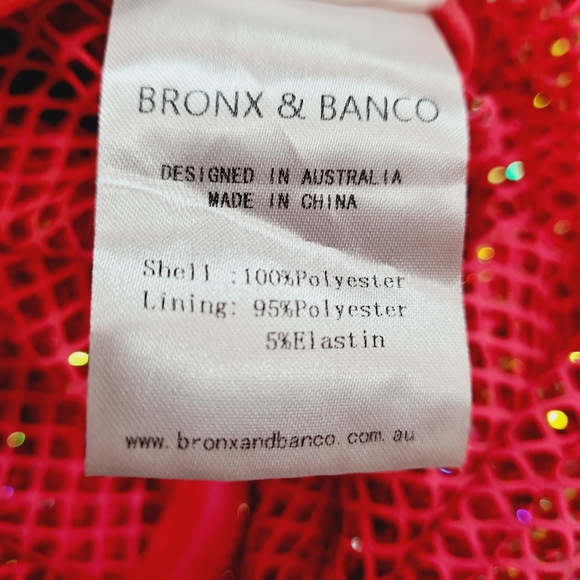 BRONX & BANCO
DESIGNED IN AUSTRALIA
MADE IN CHINA
Shell :100%Polyester
Lining: 95%Polyester
5%Elastin
www.bronxandbanco.com.au